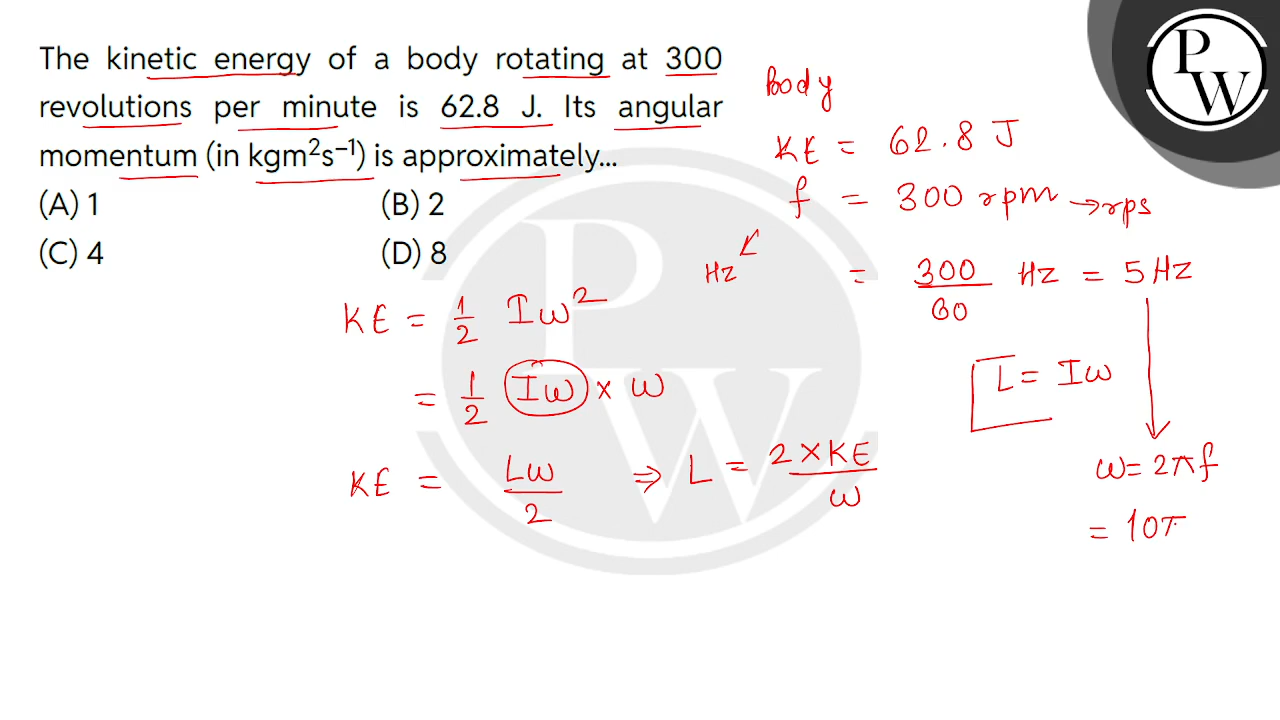 The kinetic energy of a body rotating at 300
revolutions per minute is 62.8 J. Its angular
momentum (in kgm²s⁻¹) is approximately...
(A) 1 (B) 2
(C) 4 (D) 8
Body
KE = 62.8 J
f = 300 rpm → rps
Hz
= 300/60 Hz = 5 Hz
KE = 1/2 Iω²
= 1/2 Iω × ω
KE = Lω/2 ⇒ L = 2×KE/ω
L = Iω
ω = 2πf
= 10π
P
W
PW